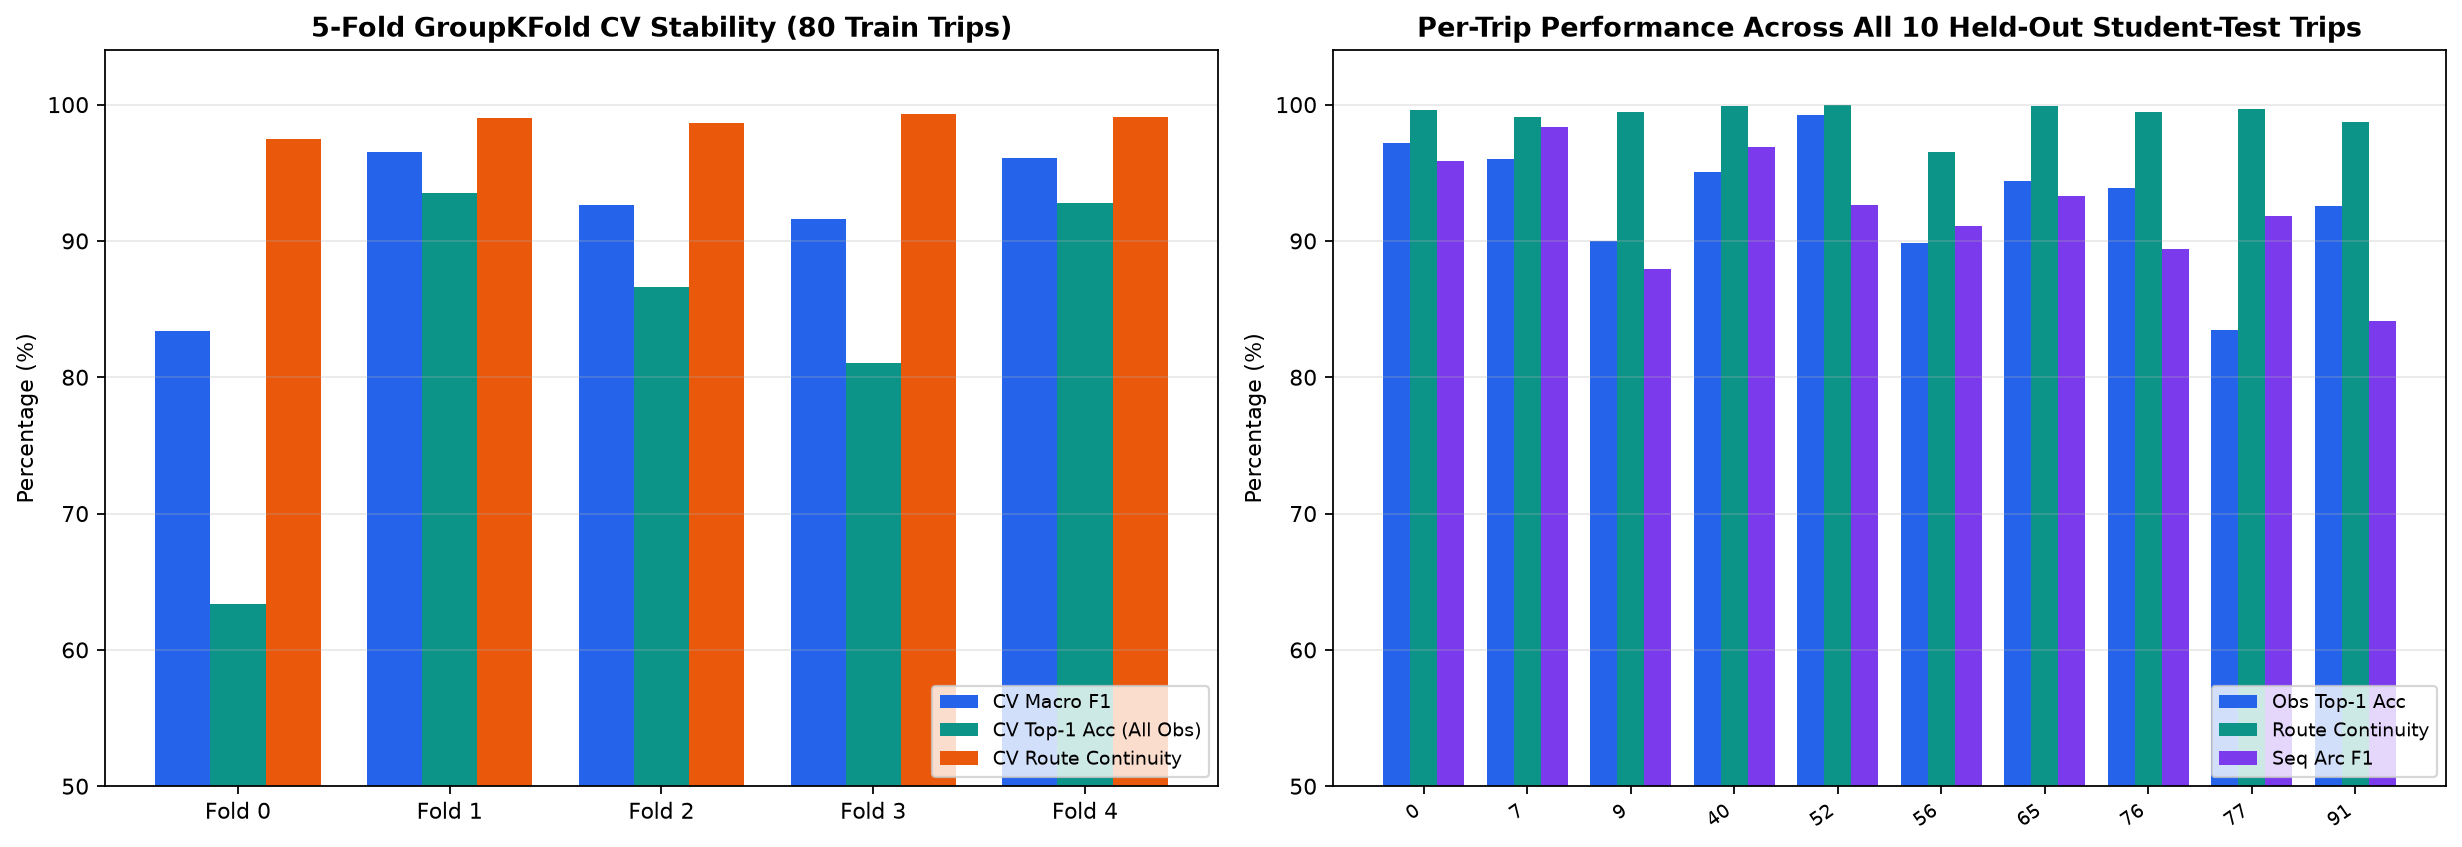 5-Fold GroupKFold CV Stability (80 Train Trips)
Percentage (%)
100
90
80
70
60
50
Fold 0
Fold 1
Fold 2
Fold 3
Fold 4
CV Macro F1
CV Top-1 Acc (All Obs)
CV Route Continuity
Per-Trip Performance Across All 10 Held-Out Student-Test Trips
Percentage (%)
100
90
80
70
60
50
0
7
9
40
52
56
65
76
77
91
Obs Top-1 Acc
Route Continuity
Seq Arc F1